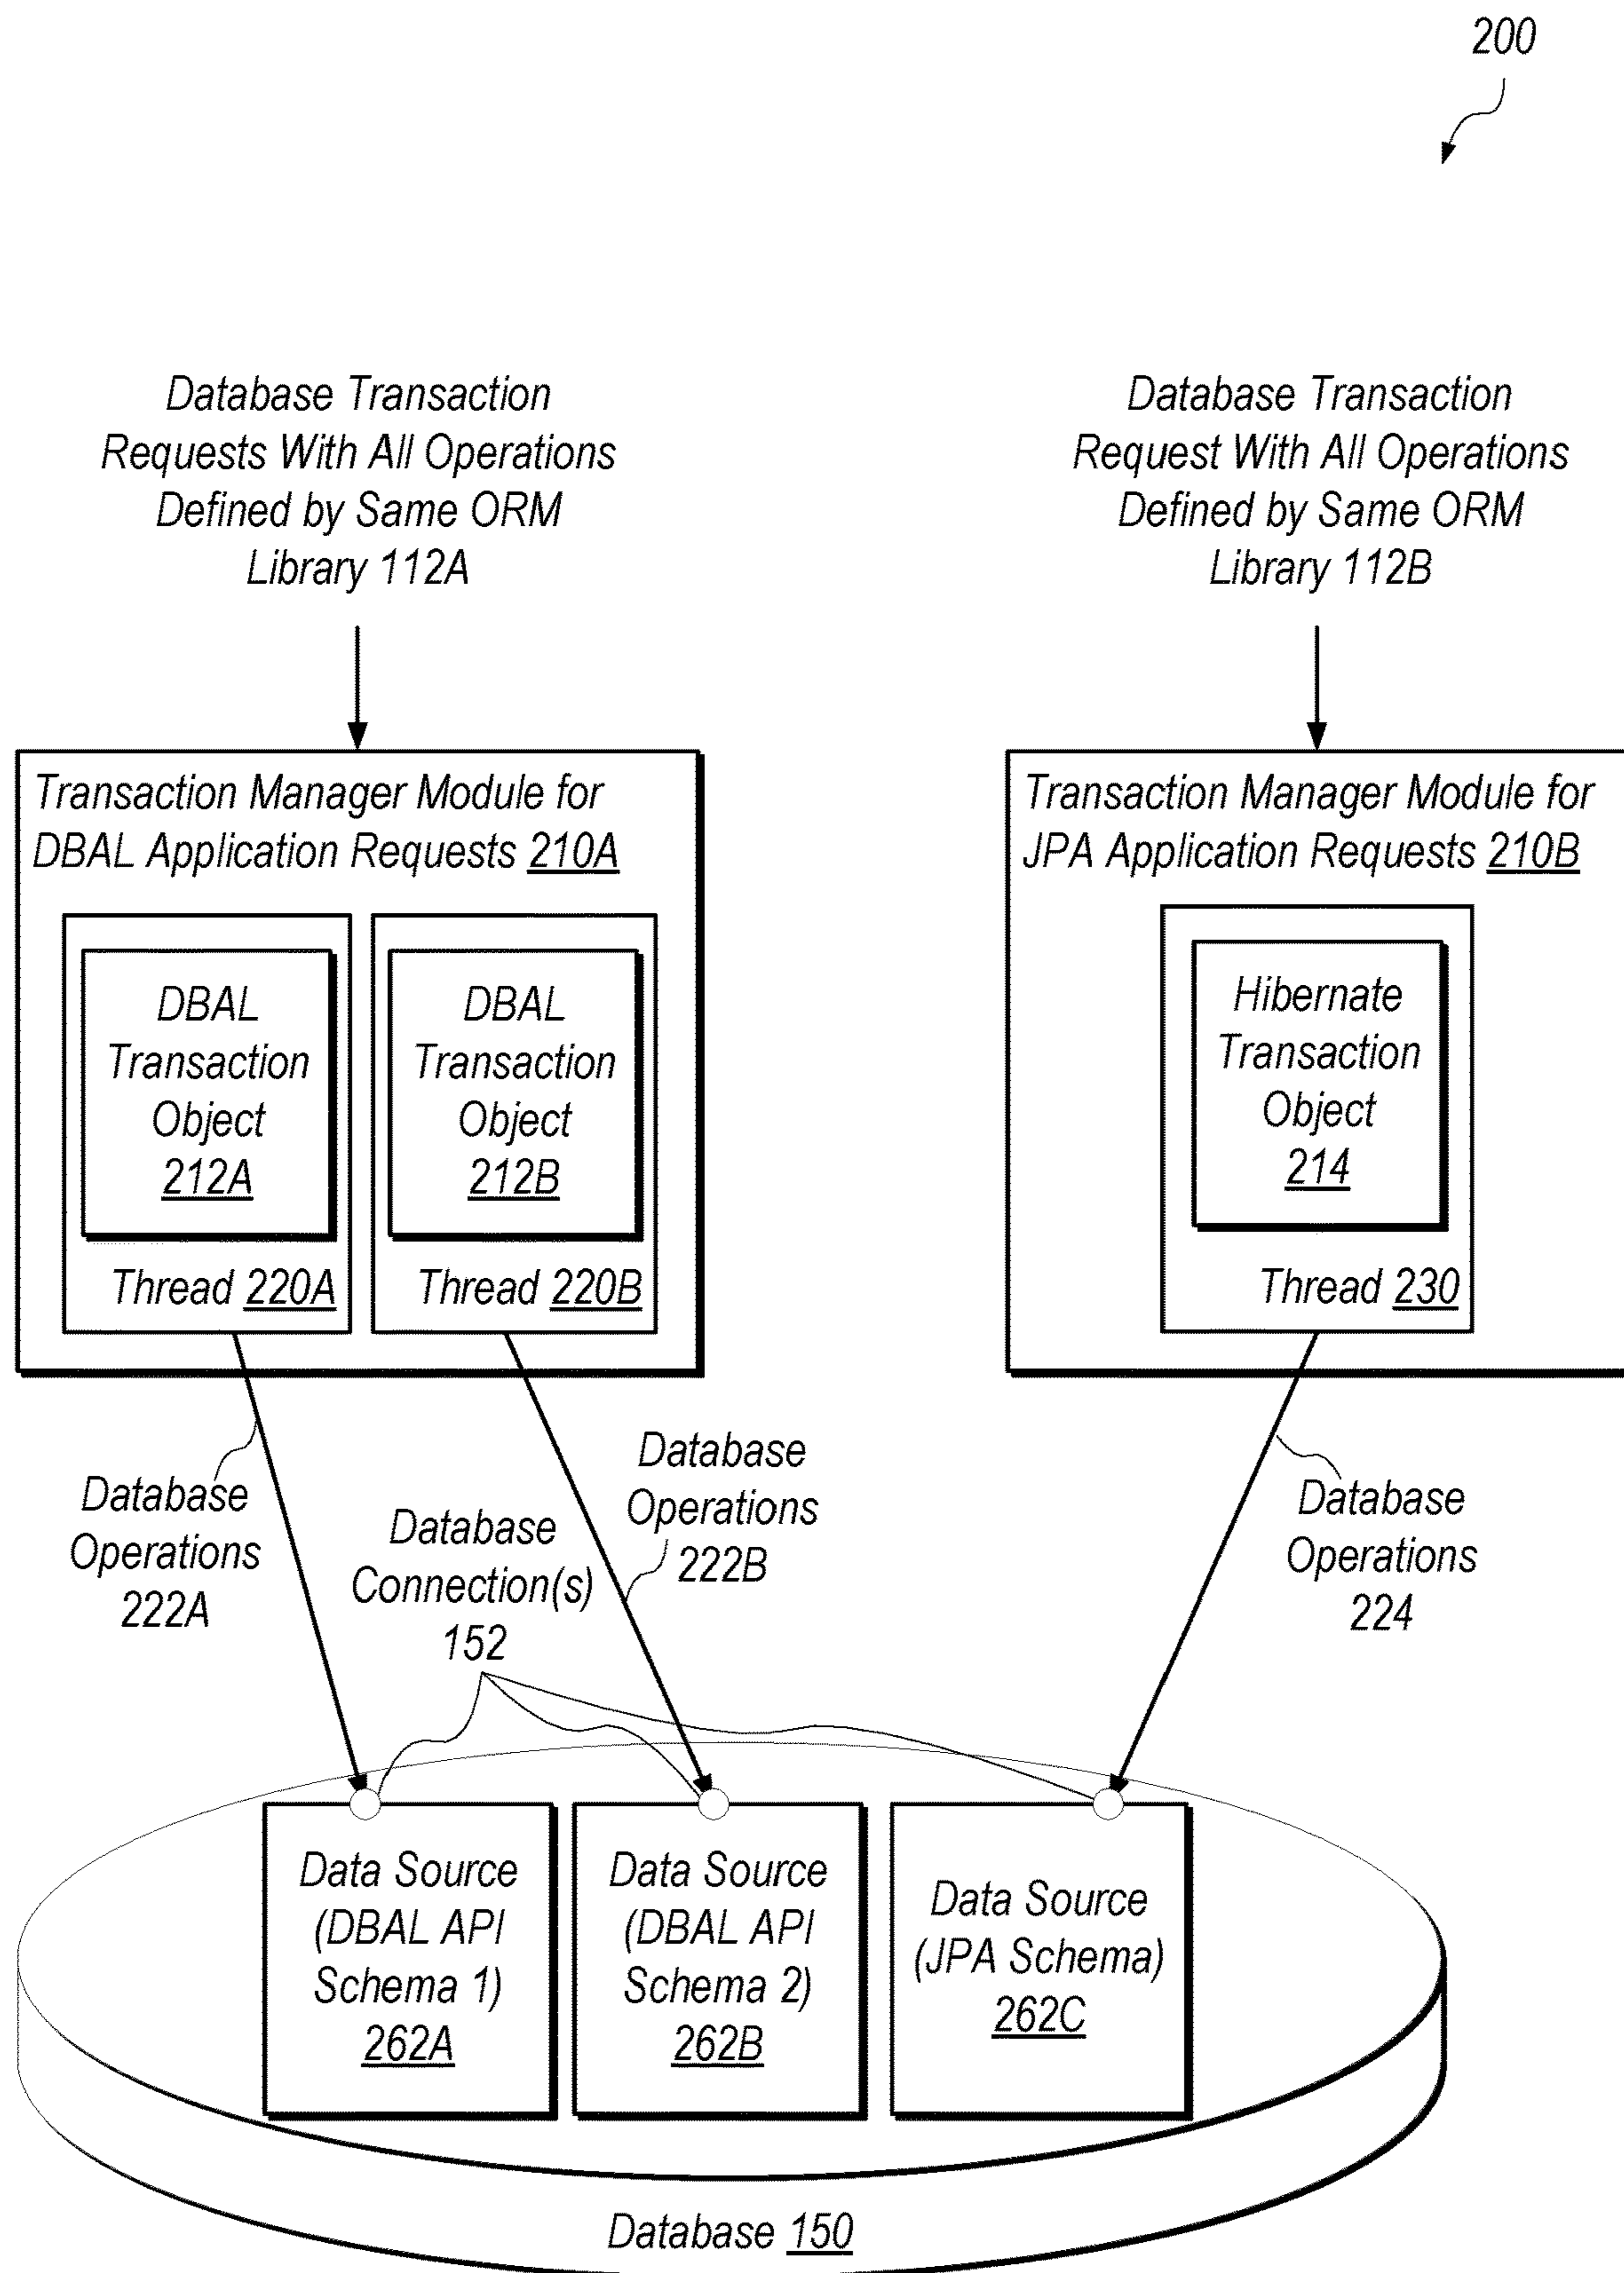 200
Database Transaction
Requests With All Operations
Defined by Same ORM
Library 112A
Database Transaction
Request With All Operations
Defined by Same ORM
Library 112B
Transaction Manager Module for
DBAL Application Requests 210A
DBAL
Transaction
Object
212A
Thread 220A
DBAL
Transaction
Object
212B
Thread 220B
Transaction Manager Module for
JPA Application Requests 210B
Hibernate
Transaction
Object
214
Thread 230
Database
Operations
222A
Database
Connection(s)
152
Database
Operations
222B
Database
Operations
224
Data Source
(DBAL API
Schema 1)
262A
Data Source
(DBAL API
Schema 2)
262B
Data Source
(JPA Schema)
262C
Database 150